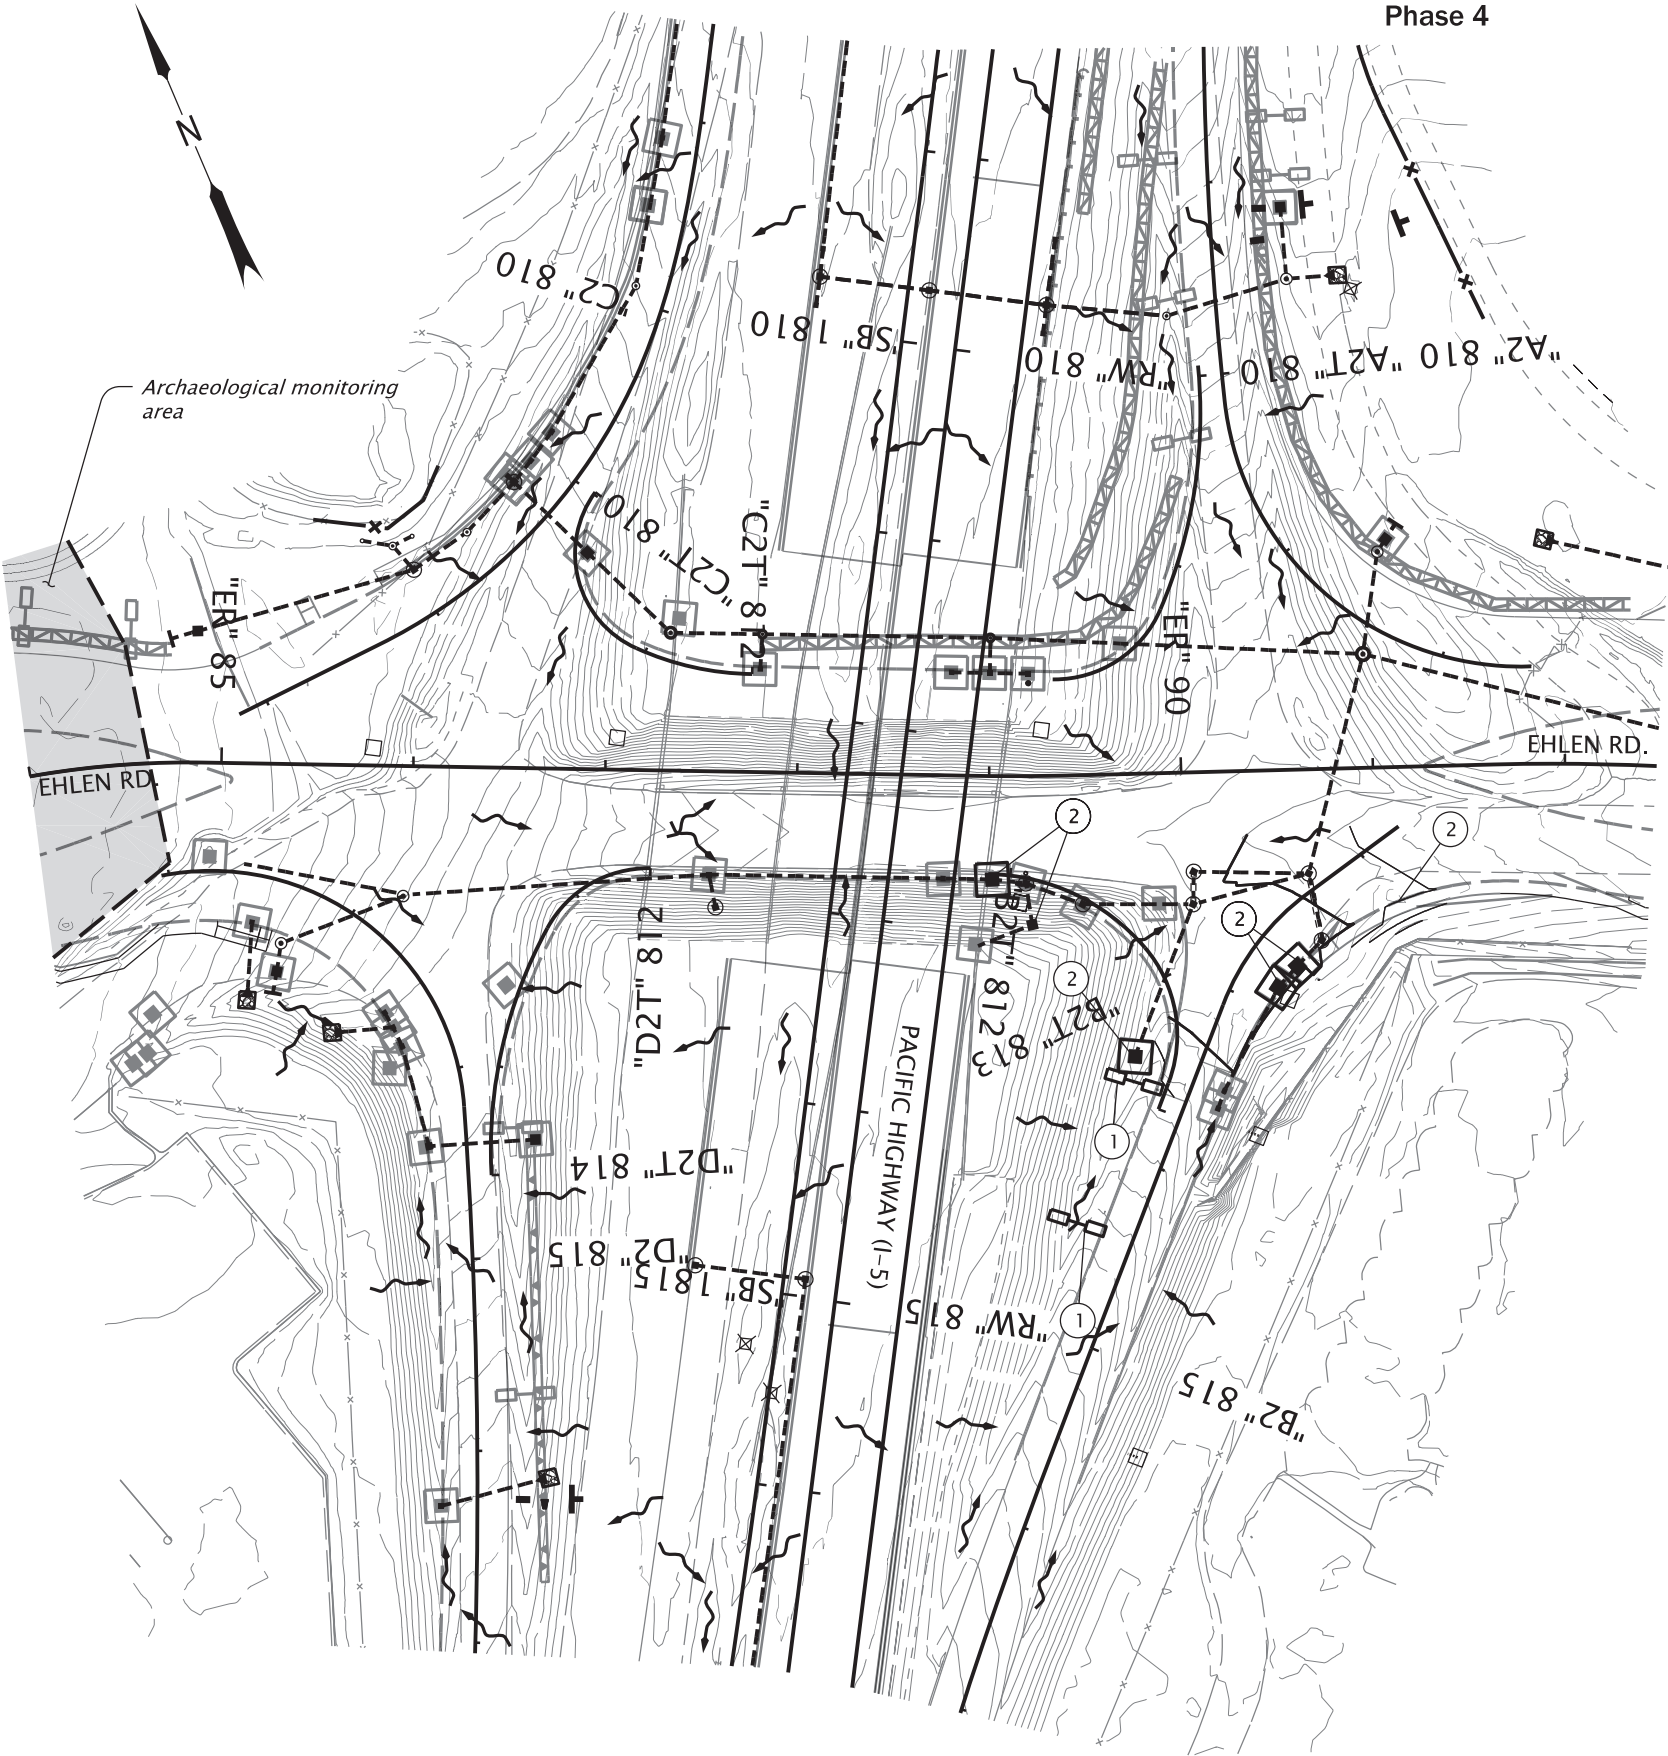 Phase 4
N
"C2" 810
"SB" 1810
"RW" 810
"A2T" 810
"A2" 810
Archaeological monitoring
area
"C2T" 810
"C2T" 812
"ER" 85
"ER" 90
EHLEN RD.
EHLEN RD.
2
2
2
2
"D2T" 812
"B2T" 812
"B2T" 813
PACIFIC HIGHWAY (I-5)
1
"D2T" 814
"D2" 815
"SB" 1815
"RW" 815
1
"B2" 815